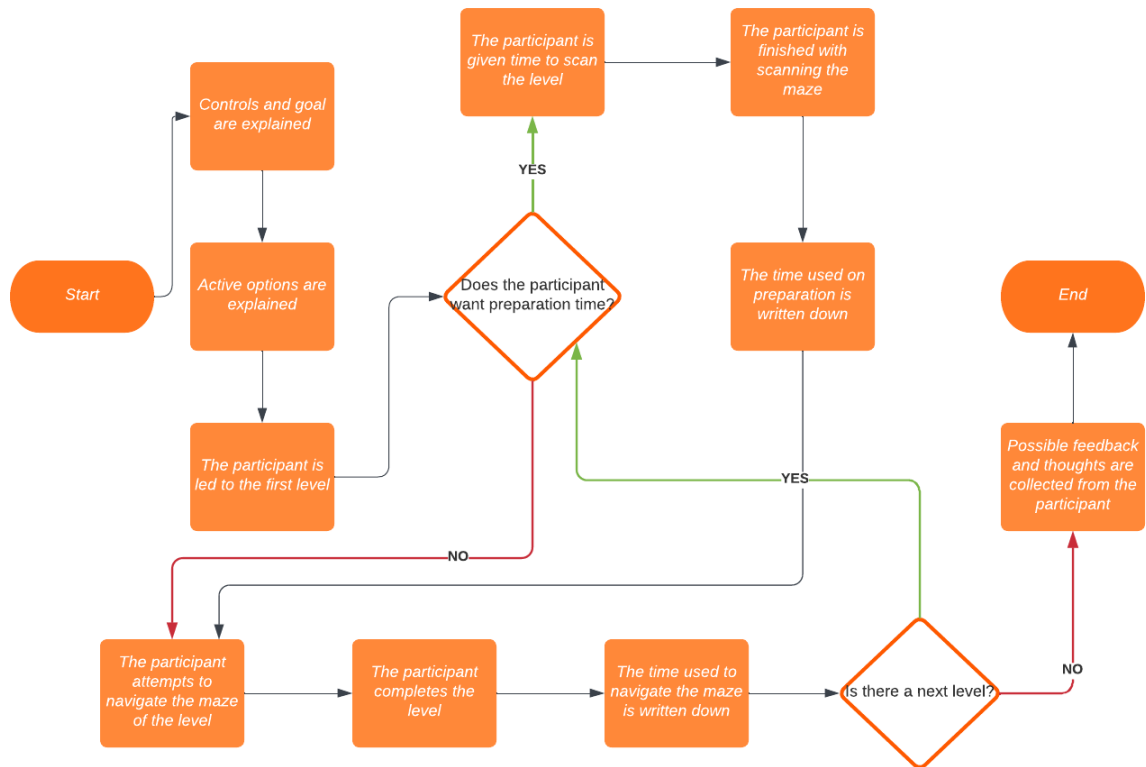 Start
Controls and goal
are explained
Active options are
explained
The participant is
led to the first level
Does the participant
want preparation time?
YES
The participant is
given time to scan
the level
The participant is
finished with
scanning the
maze
The time used on
preparation is
written down
NO
The participant
attempts to
navigate the maze
of the level
The participant
completes the
level
The time used to
navigate the maze
is written down
Is there a next level?
YES
NO
Possible feedback
and thoughts are
collected from the
participant
End